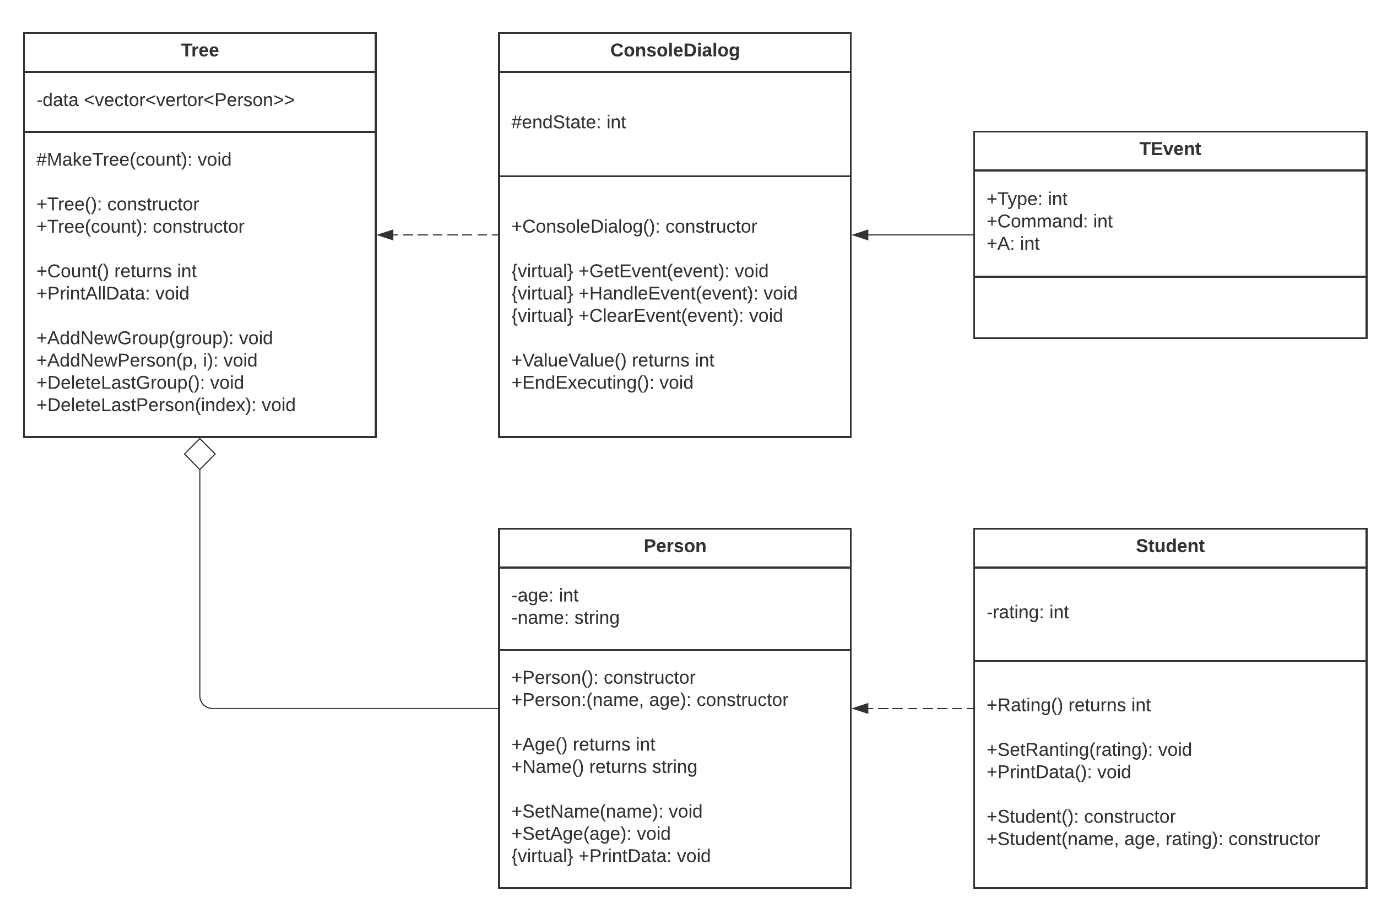 Tree
-data <vector<vertor<Person>>
#MakeTree(count): void
+Tree(): constructor
+Tree(count): constructor
+Count() returns int
+PrintAllData: void
+AddNewGroup(group): void
+AddNewPerson(p, i): void
+DeleteLastGroup(): void
+DeleteLastPerson(index): void
ConsoleDialog
#endState: int
+ConsoleDialog(): constructor
{virtual} +GetEvent(event): void
{virtual} +HandleEvent(event): void
{virtual} +ClearEvent(event): void
+ValueValue() returns int
+EndExecuting(): void
TEvent
+Type: int
+Command: int
+A: int
Person
-age: int
-name: string
+Person(): constructor
+Person:(name, age): constructor
+Age() returns int
+Name() returns string
+SetName(name): void
+SetAge(age): void
{virtual} +PrintData: void
Student
-rating: int
+Rating() returns int
+SetRanting(rating): void
+PrintData(): void
+Student(): constructor
+Student(name, age, rating): constructor